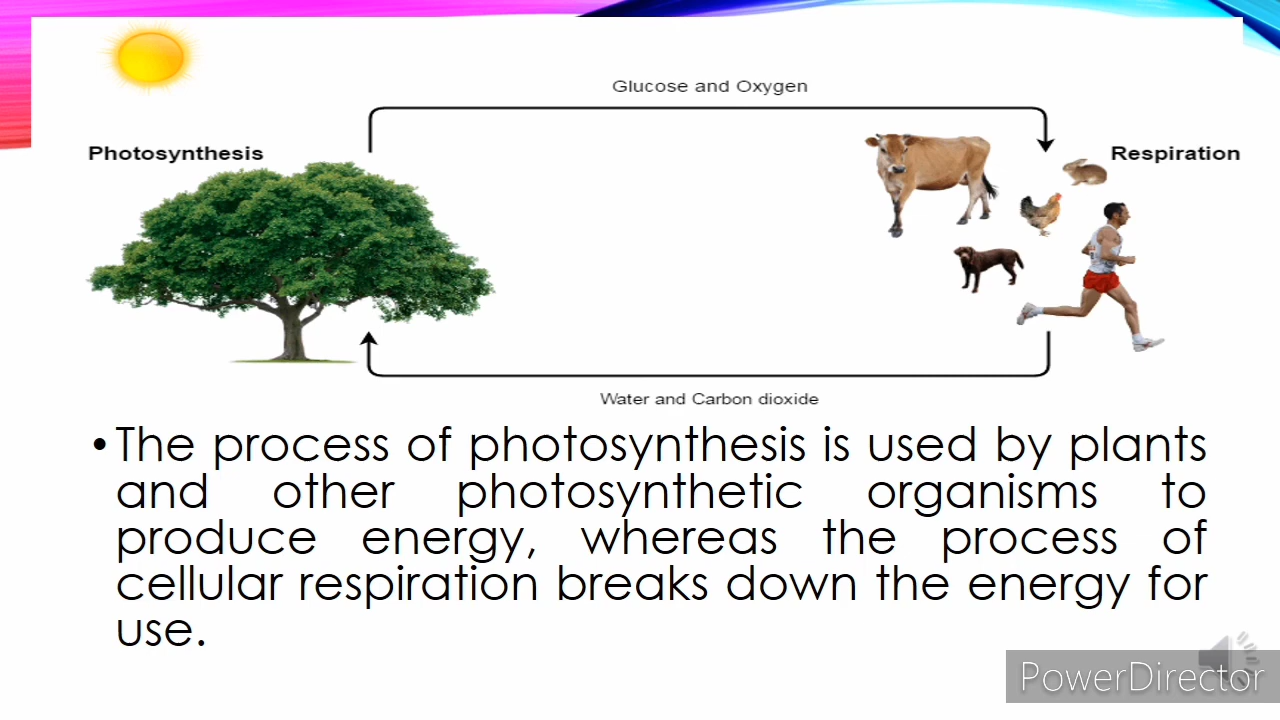 Glucose and Oxygen
Photosynthesis
Respiration
Water and Carbon dioxide
• The process of photosynthesis is used by plants
and other photosynthetic organisms to
produce energy, whereas the process of
cellular respiration breaks down the energy for
use.
PowerDirector